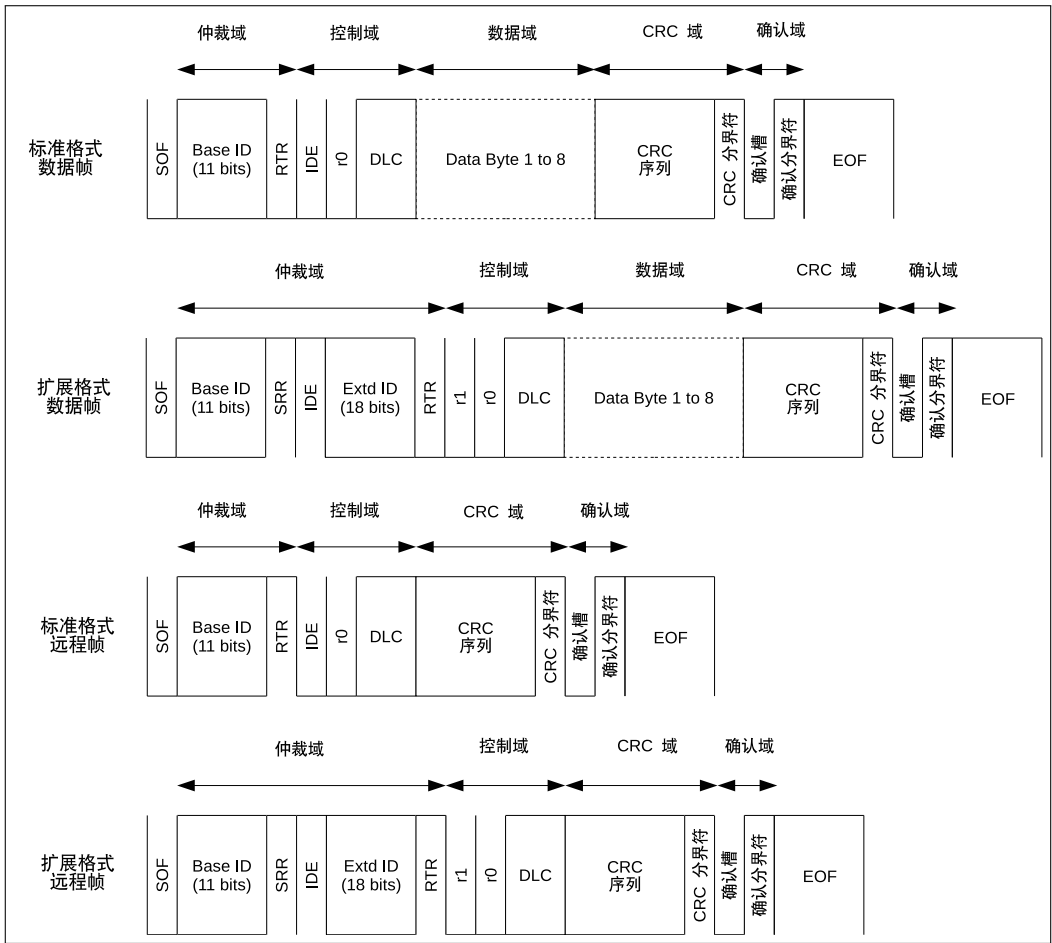 仲裁域 控制域 数据域 CRC 域 确认域
标准格式
数据帧
SOF
Base ID
(11 bits)
RTR
IDE
r0
DLC
Data Byte 1 to 8
CRC
序列
CRC 分界符
确认槽
确认分界符
EOF
仲裁域 控制域 数据域 CRC 域 确认域
扩展格式
数据帧
SOF
Base ID
(11 bits)
SRR
IDE
Extd ID
(18 bits)
RTR
r1
r0
DLC
Data Byte 1 to 8
CRC
序列
CRC 分界符
确认槽
确认分界符
EOF
仲裁域 控制域 CRC 域 确认域
标准格式
远程帧
SOF
Base ID
(11 bits)
RTR
IDE
r0
DLC
CRC
序列
CRC 分界符
确认槽
确认分界符
EOF
仲裁域 控制域 CRC 域 确认域
扩展格式
远程帧
SOF
Base ID
(11 bits)
SRR
IDE
Extd ID
(18 bits)
RTR
r1
r0
DLC
CRC
序列
CRC 分界符
确认槽
确认分界符
EOF